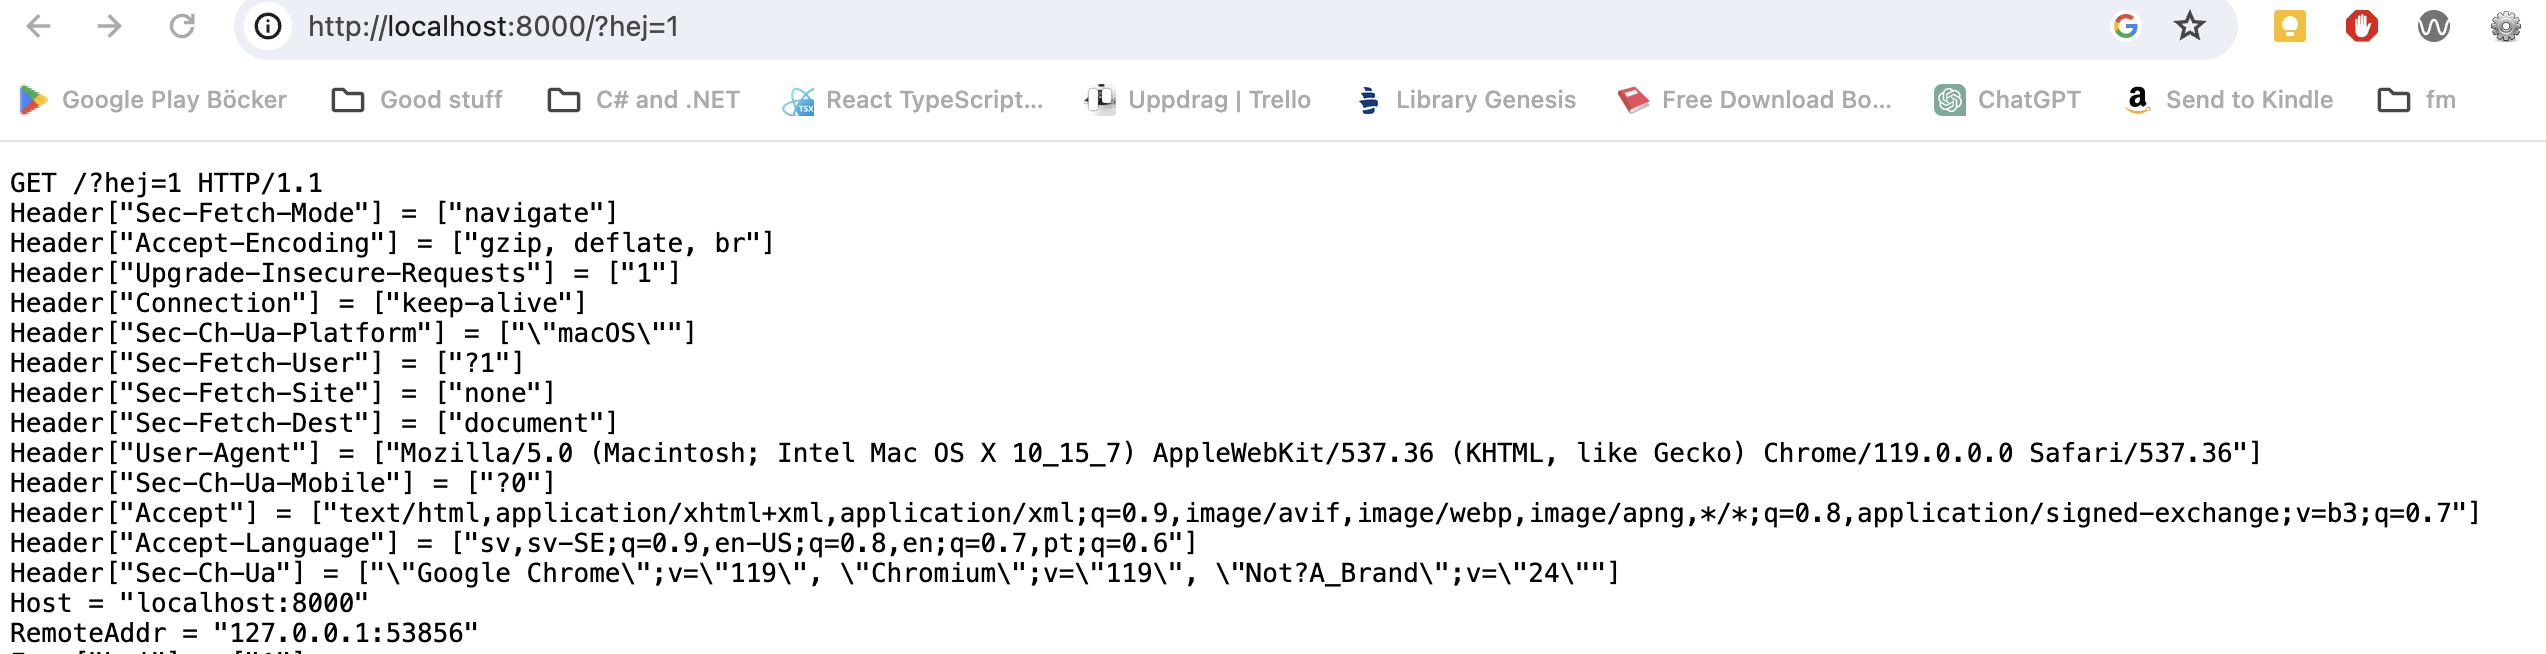 http://localhost:8000/?hej=1
Google Play Böcker Good stuff C# and .NET React TypeScript... Uppdrag | Trello Library Genesis Free Download Bo... ChatGPT Send to Kindle fm
GET /?hej=1 HTTP/1.1
Header["Sec-Fetch-Mode"] = ["navigate"]
Header["Accept-Encoding"] = ["gzip, deflate, br"]
Header["Upgrade-Insecure-Requests"] = ["1"]
Header["Connection"] = ["keep-alive"]
Header["Sec-Ch-Ua-Platform"] = ["\"macOS\""]
Header["Sec-Fetch-User"] = ["?1"]
Header["Sec-Fetch-Site"] = ["none"]
Header["Sec-Fetch-Dest"] = ["document"]
Header["User-Agent"] = ["Mozilla/5.0 (Macintosh; Intel Mac OS X 10_15_7) AppleWebKit/537.36 (KHTML, like Gecko) Chrome/119.0.0.0 Safari/537.36"]
Header["Sec-Ch-Ua-Mobile"] = ["?0"]
Header["Accept"] = ["text/html,application/xhtml+xml,application/xml;q=0.9,image/avif,image/webp,image/apng,*/*;q=0.8,application/signed-exchange;v=b3;q=0.7"]
Header["Accept-Language"] = ["sv,sv-SE;q=0.9,en-US;q=0.8,en;q=0.7,pt;q=0.6"]
Header["Sec-Ch-Ua"] = ["\"Google Chrome\";v=\"119\", \"Chromium\";v=\"119\", \"Not?A_Brand\";v=\"24\""]
Host = "localhost:8000"
RemoteAddr = "127.0.0.1:53856"